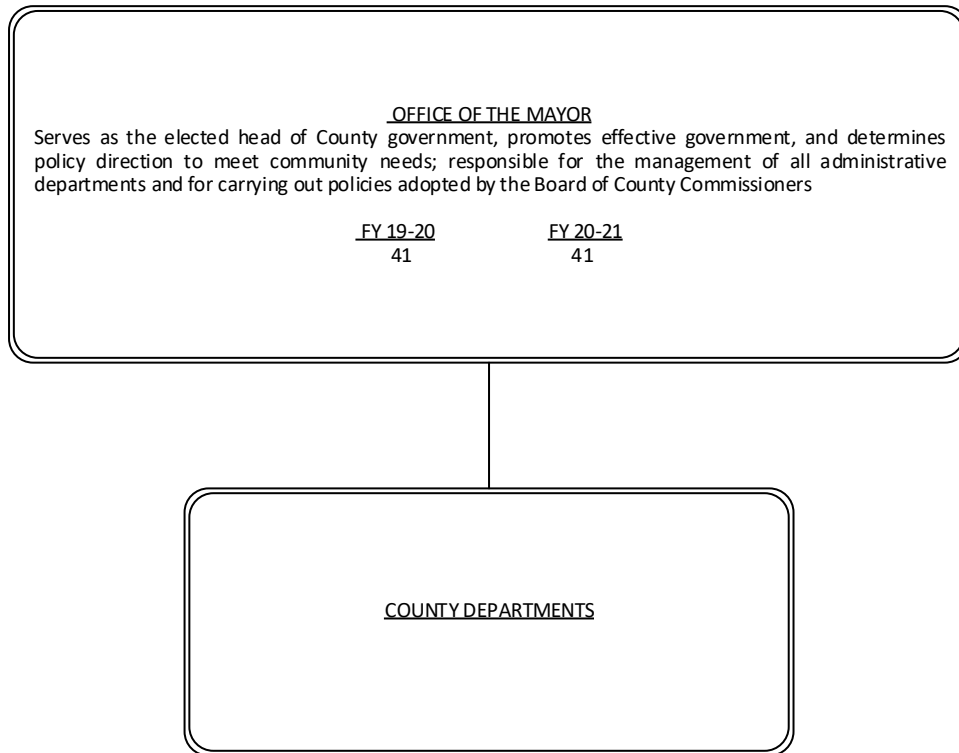 OFFICE OF THE MAYOR
Serves as the elected head of County government, promotes effective government, and determines
policy direction to meet community needs; responsible for the management of all administrative
departments and for carrying out policies adopted by the Board of County Commissioners
FY 19-20 FY 20-21
41 41
COUNTY DEPARTMENTS